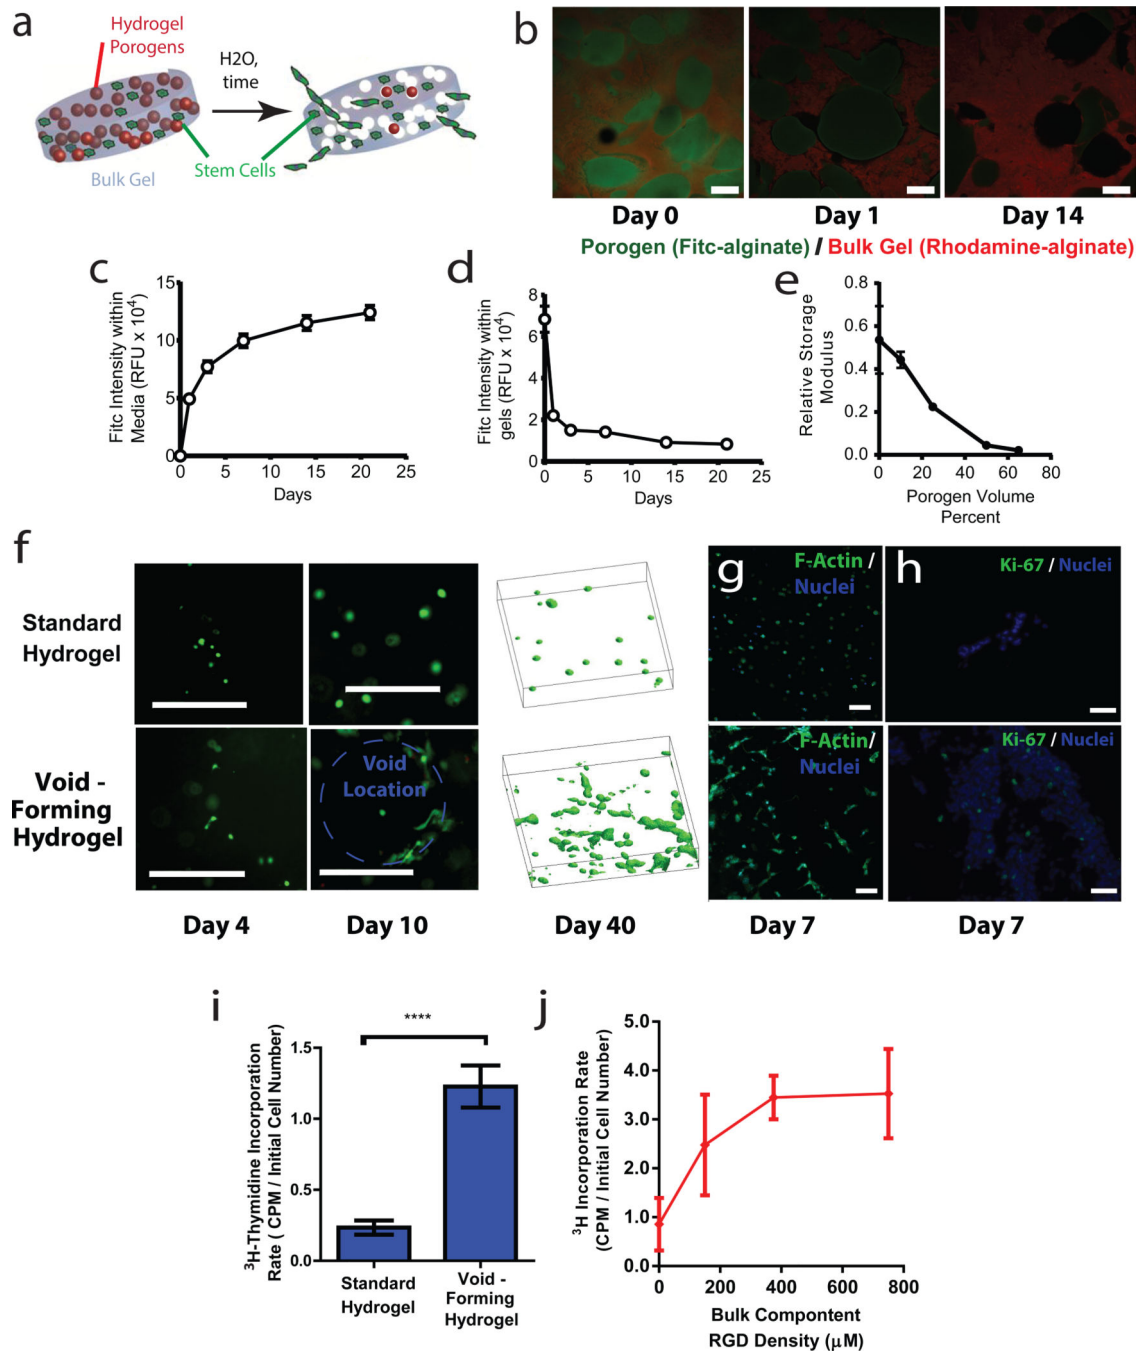 a
Hydrogel
Porogens
H2O,
time
Stem Cells
Bulk Gel
b
Day 0
Day 1
Day 14
Porogen (Fitc-alginate) / Bulk Gel (Rhodamine-alginate)
c
Fitc Intensity within
Media (RFU x 10⁴)
15
10
5
0
0 5 10 15 20 25
Days
d
Fitc Intensity within
gels (RFU x 10⁴)
8
6
4
2
0
0 5 10 15 20 25
Days
e
Relative Storage
Modulus
0.8
0.6
0.4
0.2
0.0
0 20 40 60 80
Porogen Volume
Percent
f
Standard
Hydrogel
Void -
Forming
Hydrogel
Void
Location
Day 4
Day 10
Day 40
g
F-Actin /
Nuclei
F-Actin/
Nuclei
Day 7
h
Ki-67 / Nuclei
Ki-67 / Nuclei
Day 7
i
³H-Thymidine Incorporation
Rate ( CPM / Initial Cell Number)
1.5
1.0
0.5
0.0
****
Standard
Hydrogel
Void -
Forming
Hydrogel
j
³H Incorporation Rate
(CPM / Initial Cell Number)
5.0
4.0
3.0
2.0
1.0
0.0
0 200 400 600 800
Bulk Compontent
RGD Density (µM)